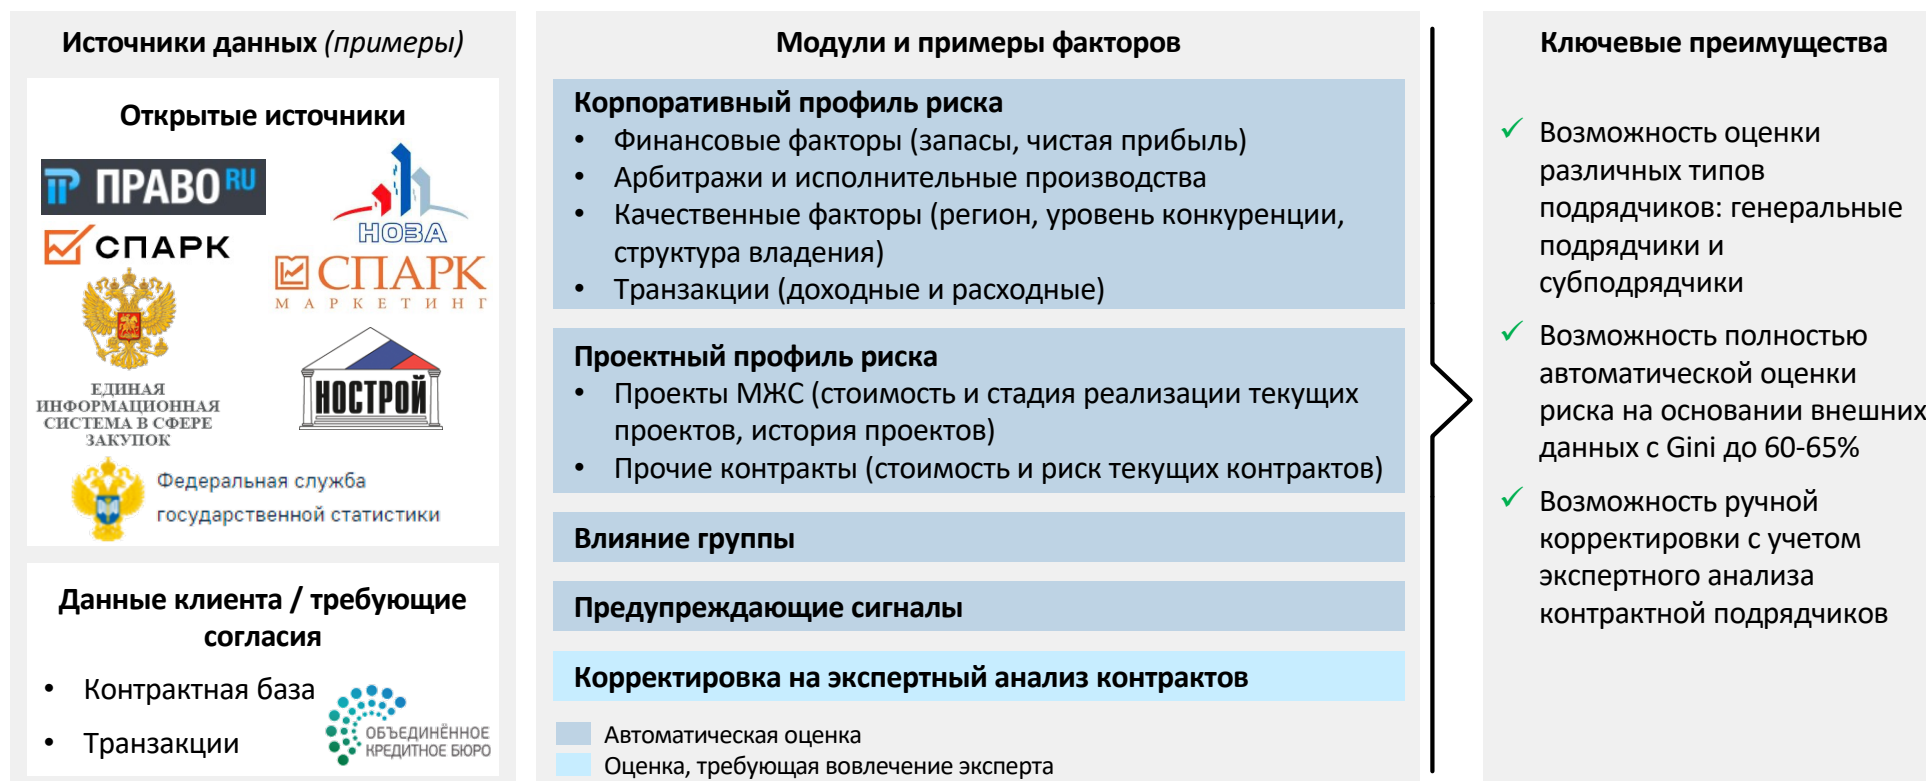 Источники данных (примеры)
Открытые источники
ПРАВО RU
НОВА
СПАРК
СПАРК
МАРКЕТИНГ
ЕДИНАЯ
ИНФОРМАЦИОННАЯ
СИСТЕМА В СФЕРЕ
ЗАКУПОК
НОСТРОЙ
Федеральная служба
государственной статистики
Данные клиента / требующие
согласия
• Контрактная база
• Транзакции
ОБЪЕДИНЁННОЕ
КРЕДИТНОЕ БЮРО
Модули и примеры факторов
Корпоративный профиль риска
• Финансовые факторы (запасы, чистая прибыль)
• Арбитражи и исполнительные производства
• Качественные факторы (регион, уровень конкуренции,
структура владения)
• Транзакции (доходные и расходные)
Проектный профиль риска
• Проекты МЖС (стоимость и стадия реализации текущих
проектов, история проектов)
• Прочие контракты (стоимость и риск текущих контрактов)
Влияние группы
Предупреждающие сигналы
Корректировка на экспертный анализ контрактов
Автоматическая оценка
Оценка, требующая вовлечение эксперта
Ключевые преимущества
✓ Возможность оценки
различных типов
подрядчиков: генеральные
подрядчики и
субподрядчики
✓ Возможность полностью
автоматической оценки
риска на основании внешних
данных с Gini до 60-65%
✓ Возможность ручной
корректировки с учетом
экспертного анализа
контрактной подрядчиков